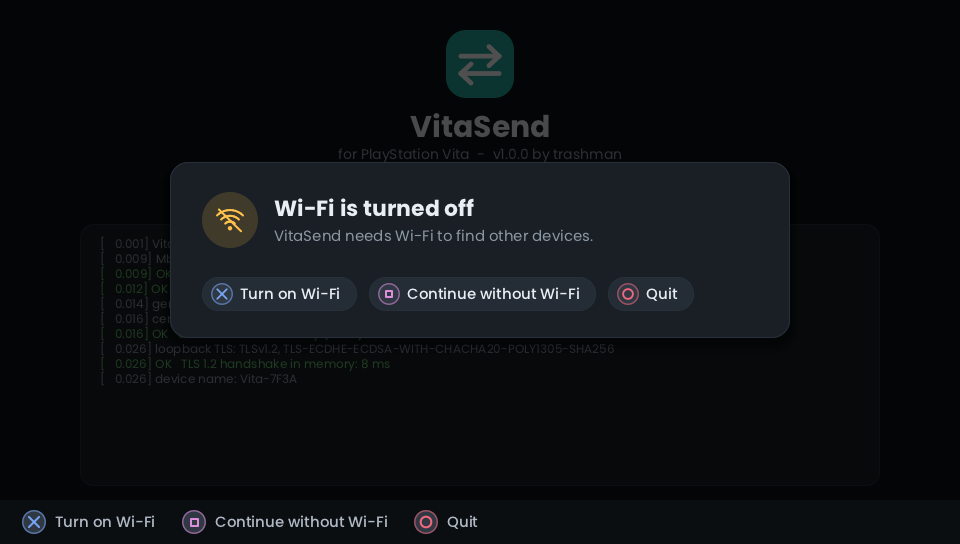 VitaSend
for PlayStation Vita - v1.0.0 by trashman
Wi-Fi is turned off
VitaSend needs Wi-Fi to find other devices.
Turn on Wi-Fi
Continue without Wi-Fi
Quit
[ 0.001]
[ 0.009]
[ 0.009] OK
[ 0.012] OK
[ 0.014]
[ 0.016]
[ 0.016] OK
[ 0.026] loopback TLS: TLSv1.2, TLS-ECDHE-ECDSA-WITH-CHACHA20-POLY1305-SHA256
[ 0.026] OK TLS 1.2 handshake in memory: 8 ms
[ 0.026] device name: Vita-7F3A
Turn on Wi-Fi
Continue without Wi-Fi
Quit